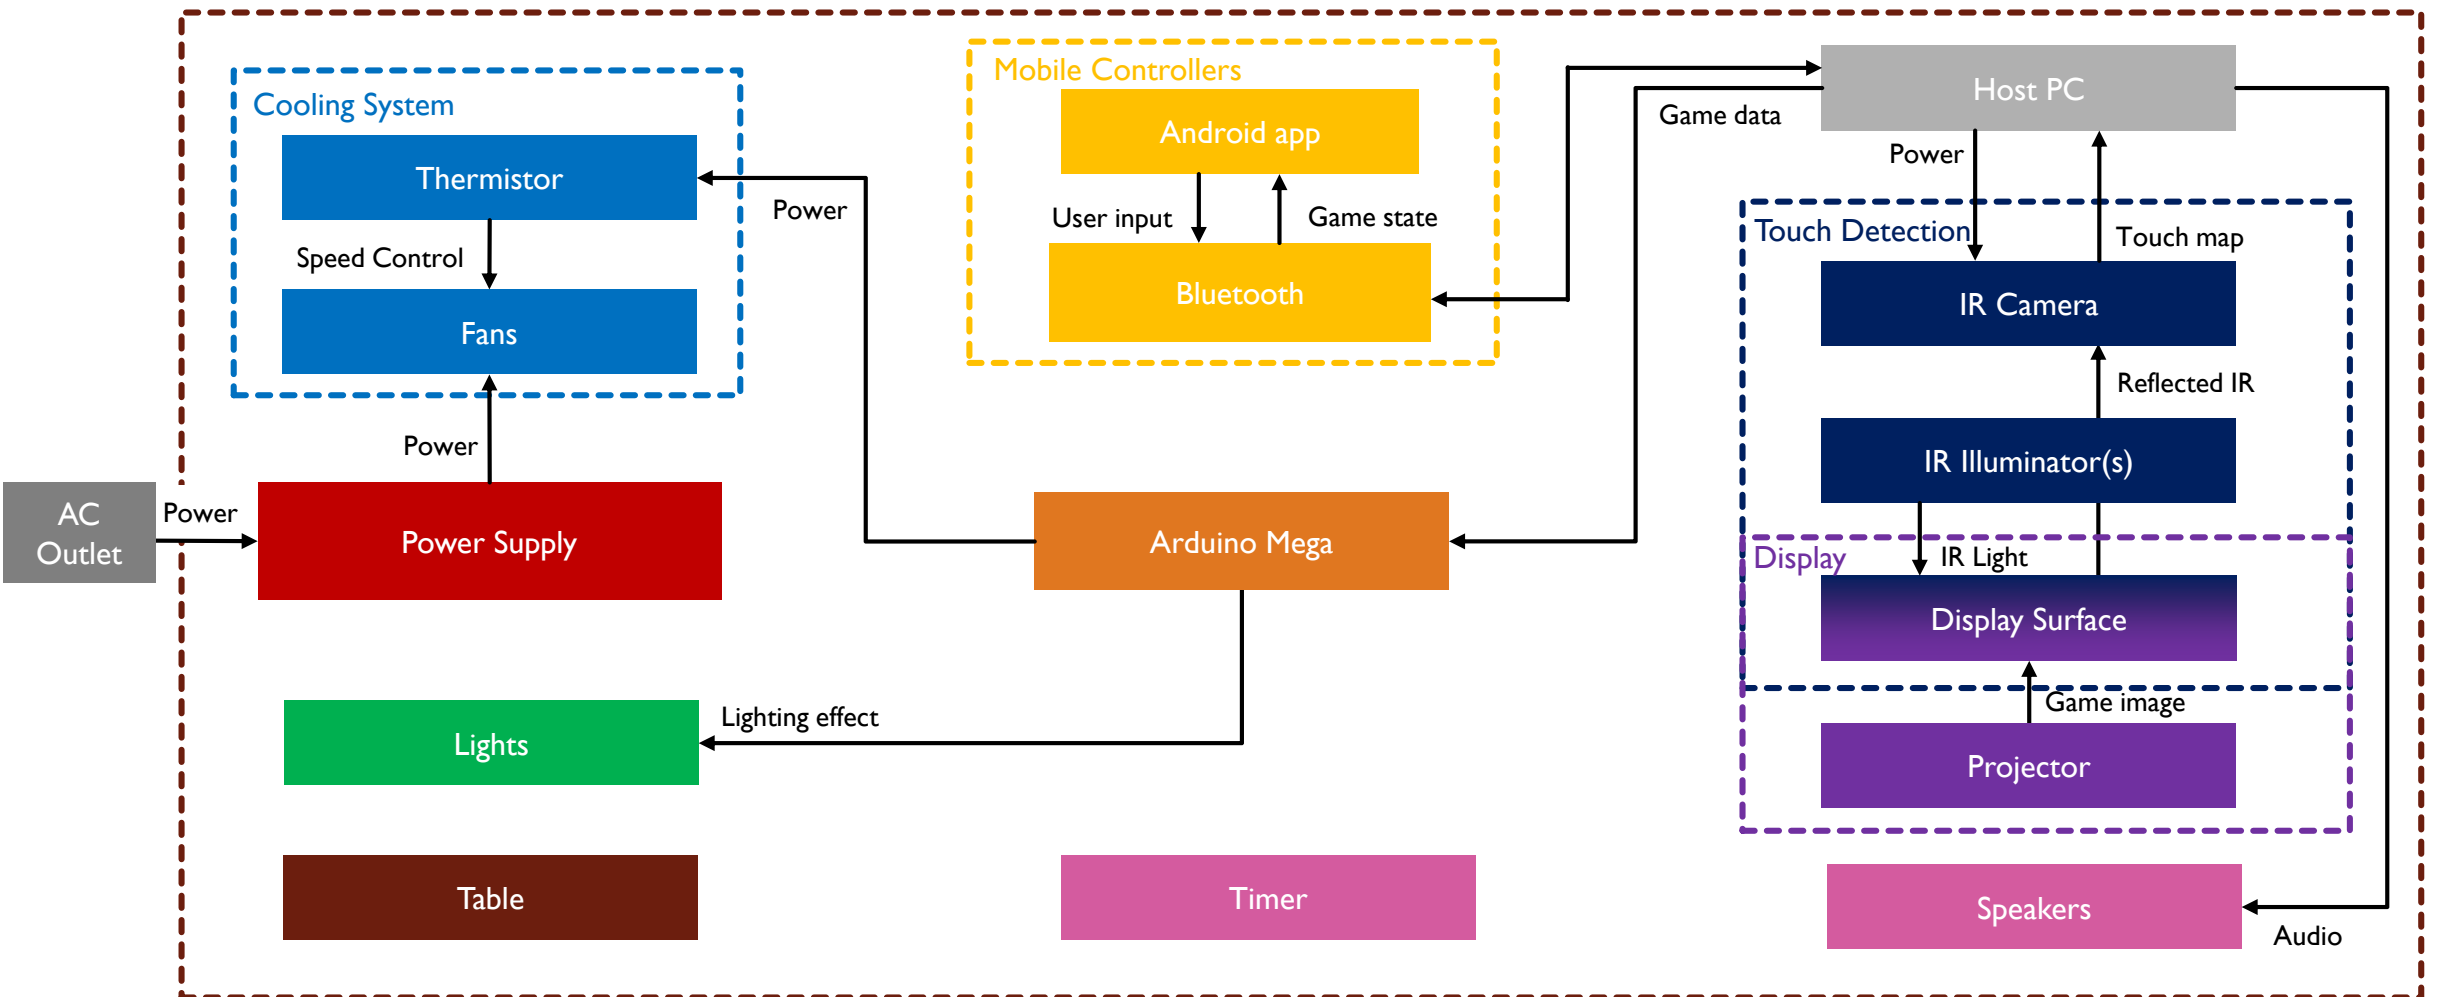 Cooling System
Thermistor
Speed Control
Fans
Power
Power
AC
Outlet
Power
Power Supply
Lights
Lighting effect
Table
Mobile Controllers
Android app
User input
Game state
Bluetooth
Arduino Mega
Timer
Host PC
Game data
Power
Touch Detection
Touch map
IR Camera
Reflected IR
IR Illuminator(s)
Display
IR Light
Display Surface
Game image
Projector
Speakers
Audio